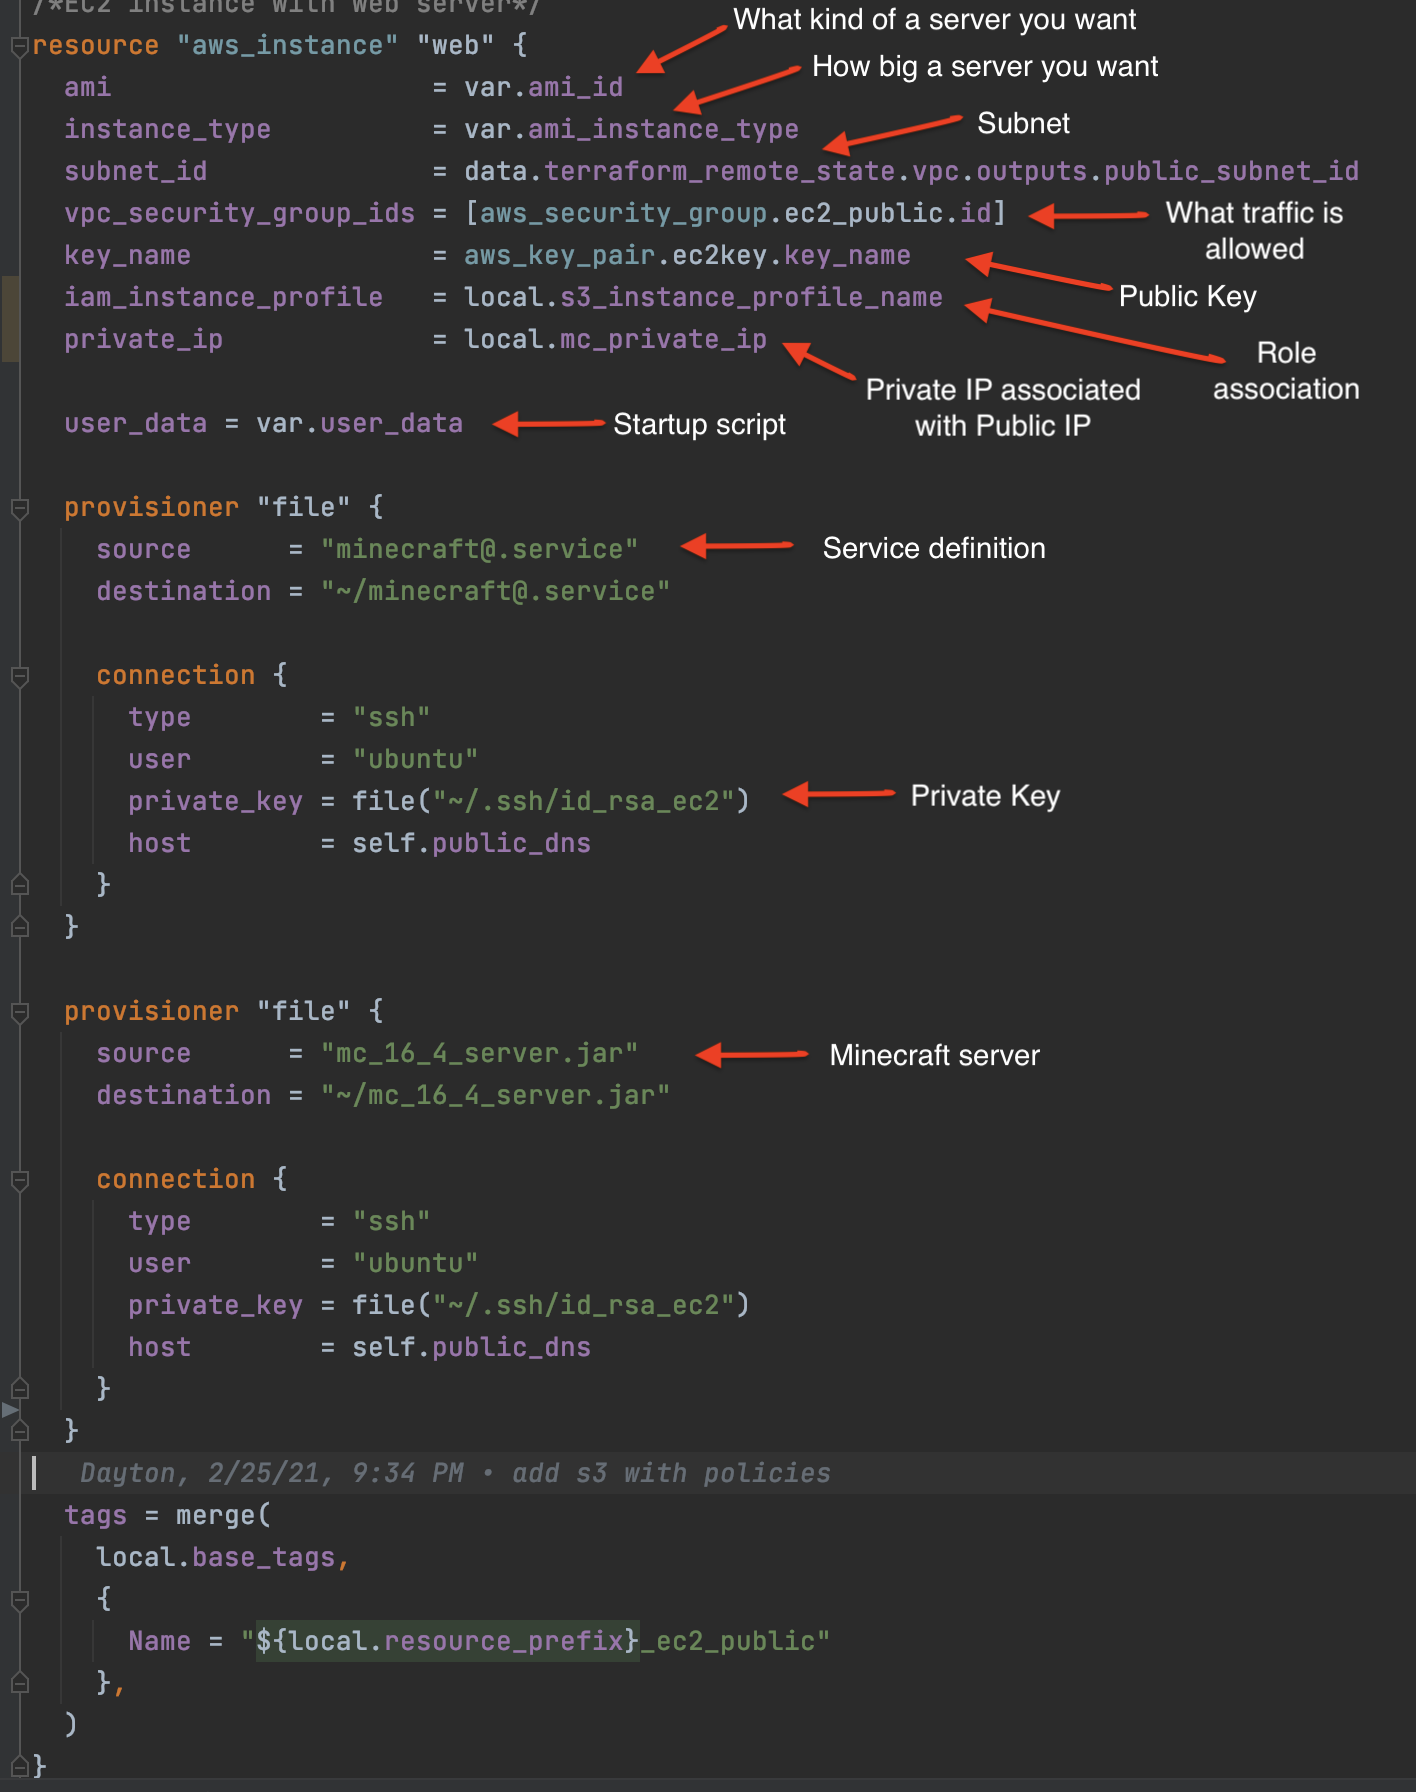 /*EC2 instance with web server*/
resource "aws_instance" "web" {
What kind of a server you want
ami = var.ami_id
How big a server you want
instance_type = var.ami_instance_type
Subnet
subnet_id = data.terraform_remote_state.vpc.outputs.public_subnet_id
vpc_security_group_ids = [aws_security_group.ec2_public.id]
What traffic is
allowed
key_name = aws_key_pair.ec2key.key_name
Public Key
iam_instance_profile = local.s3_instance_profile_name
Role
association
private_ip = local.mc_private_ip
Private IP associated
with Public IP
user_data = var.user_data
Startup script
provisioner "file" {
source = "minecraft@.service"
Service definition
destination = "~/minecraft@.service"
connection {
type = "ssh"
user = "ubuntu"
private_key = file("~/.ssh/id_rsa_ec2")
Private Key
host = self.public_dns
}
}
provisioner "file" {
source = "mc_16_4_server.jar"
Minecraft server
destination = "~/mc_16_4_server.jar"
connection {
type = "ssh"
user = "ubuntu"
private_key = file("~/.ssh/id_rsa_ec2")
host = self.public_dns
}
}
Dayton, 2/25/21, 9:34 PM • add s3 with policies
tags = merge(
local.base_tags,
{
Name = "${local.resource_prefix}_ec2_public"
},
)
}